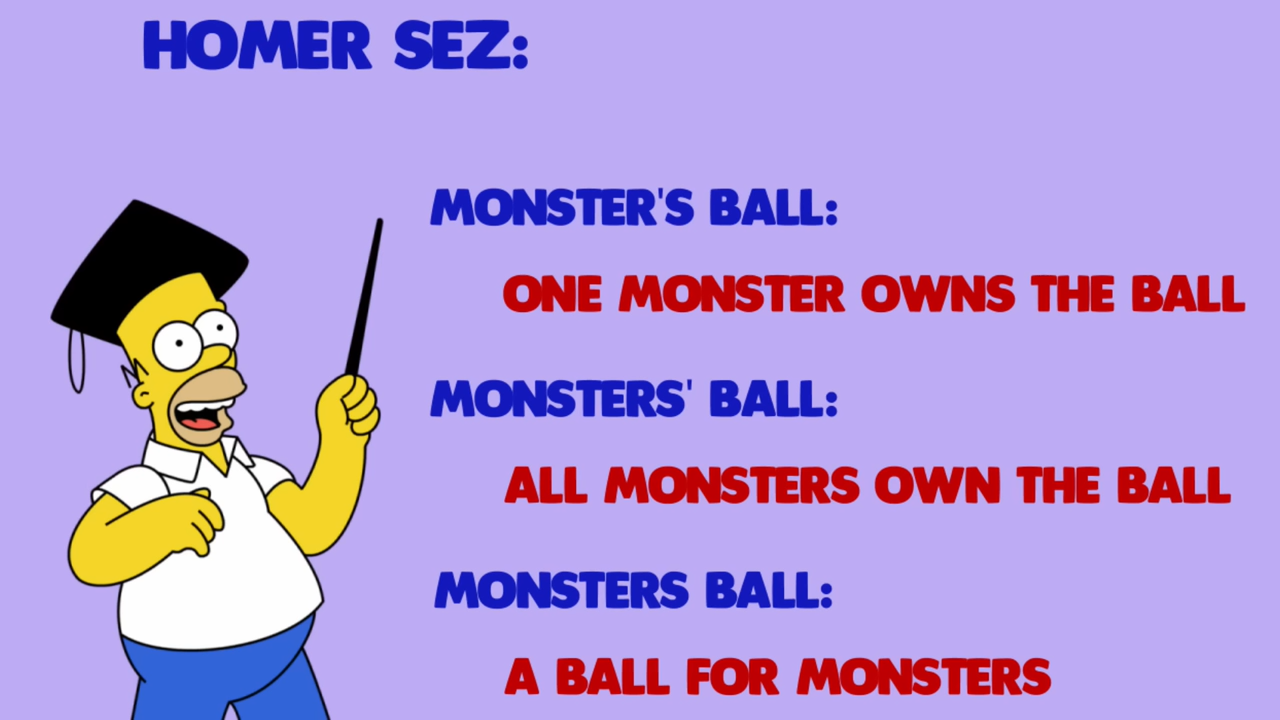 HOMER SEZ:
MONSTER'S BALL:
ONE MONSTER OWNS THE BALL
MONSTERS' BALL:
ALL MONSTERS OWN THE BALL
MONSTERS BALL:
A BALL FOR MONSTERS